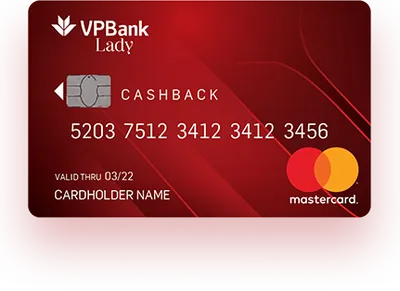 VPBank
Lady
CASHBACK
5203 7512 3412 3412 3456
VALID THRU 03/22
CARDHOLDER NAME
mastercard.